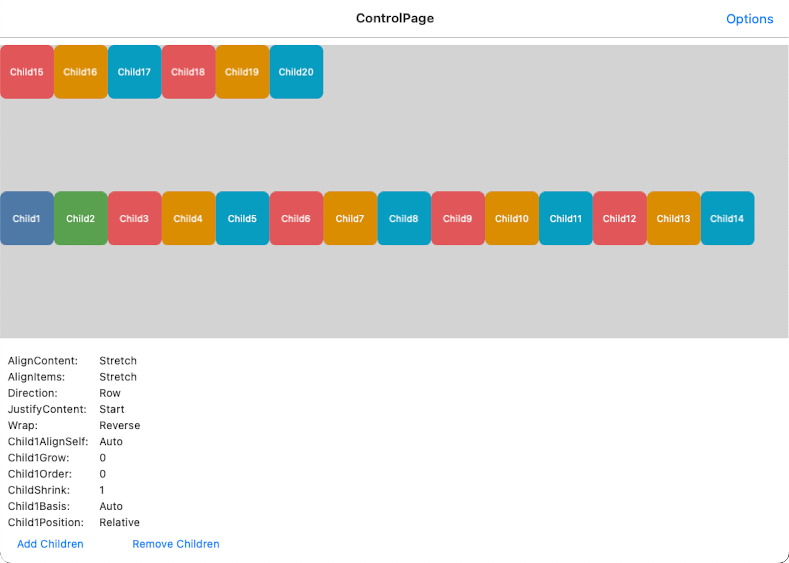 ControlPage
Options
Child15 Child16 Child17 Child18 Child19 Child20
Child1 Child2 Child3 Child4 Child5 Child6 Child7 Child8 Child9 Child10 Child11 Child12 Child13 Child14
AlignContent: Stretch
AlignItems: Stretch
Direction: Row
JustifyContent: Start
Wrap: Reverse
Child1AlignSelf: Auto
Child1Grow: 0
Child1Order: 0
ChildShrink: 1
Child1Basis: Auto
Child1Position: Relative
Add Children Remove Children